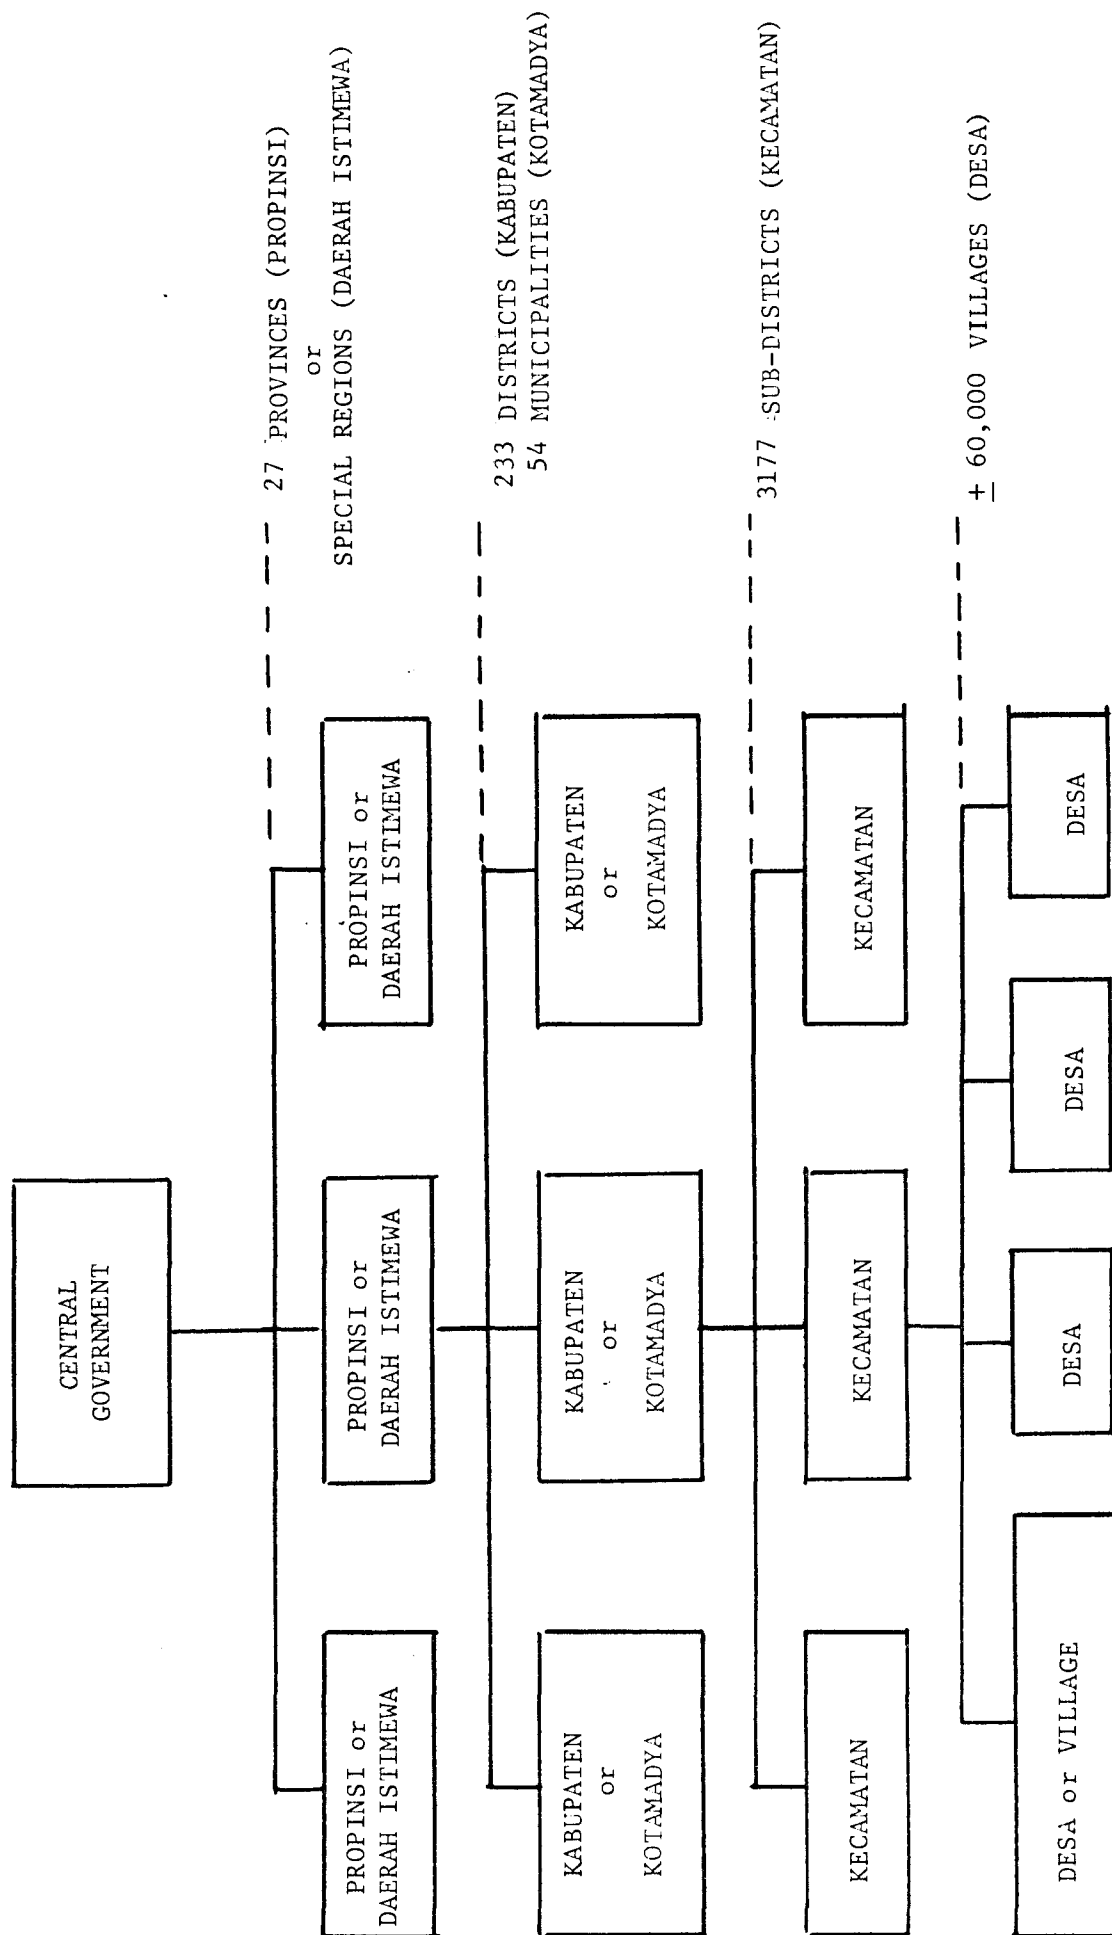 CENTRAL
GOVERNMENT
27 PROVINCES (PROPINSI)
or
SPECIAL REGIONS (DAERAH ISTIMEWA)
PROPINSI or
DAERAH ISTIMEWA
PROPINSI or
DAERAH ISTIMEWA
PROPINSI or
DAERAH ISTIMEWA
233 DISTRICTS (KABUPATEN)
54 MUNICIPALITIES (KOTAMADYA)
KABUPATEN
or
KOTAMADYA
KABUPATEN
or
KOTAMADYA
KABUPATEN
or
KOTAMADYA
3177 SUB-DISTRICTS (KECAMATAN)
KECAMATAN
KECAMATAN
KECAMATAN
± 60,000 VILLAGES (DESA)
DESA or VILLAGE
DESA
DESA
DESA